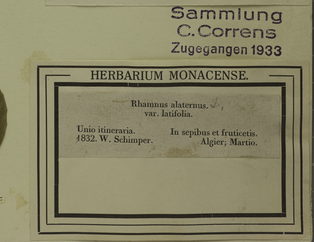 Sammlung
C. Correns
Zugegangen 1933
HERBARIUM MONACENSE.
Rhamnus alaternus. L.
var. latifolia.
Unio itineraria.
1832. W. Schimper.
In sepibus et fruticetis.
Algier; Martio.